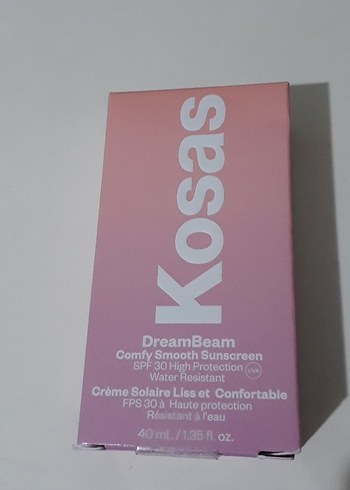 Kosas
DreamBeam
Comfy Smooth Sunscreen
SPF 30 High Protection UVA
Water Resistant
Crème Solaire Liss et Confortable
FPS 30 à Haute protection
Résistant à l'eau
40 mL / 1.35 fl. oz.